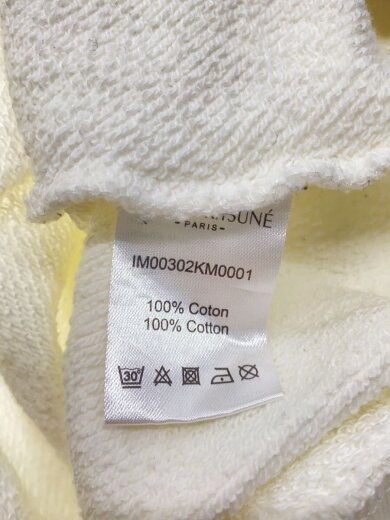 – PARIS –
IM00302KM0001
100% Coton
100% Cotton
30°